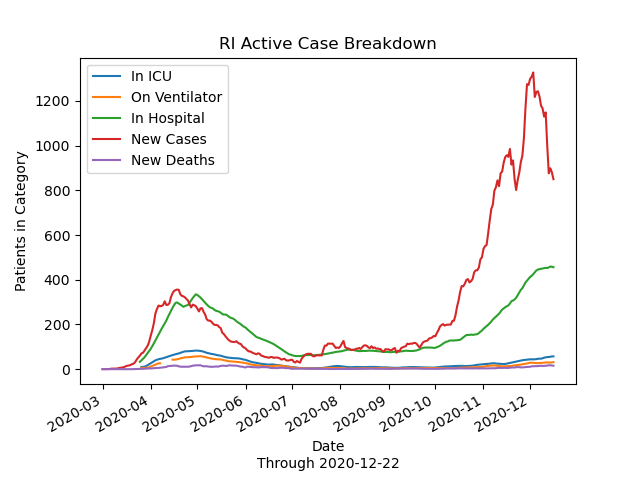 RI Active Case Breakdown
In ICU
On Ventilator
In Hospital
New Cases
New Deaths
Patients in Category
1200
1000
800
600
400
200
0
2020-03
2020-04
2020-05
2020-06
2020-07
2020-08
2020-09
2020-10
2020-11
2020-12
Date
Through 2020-12-22